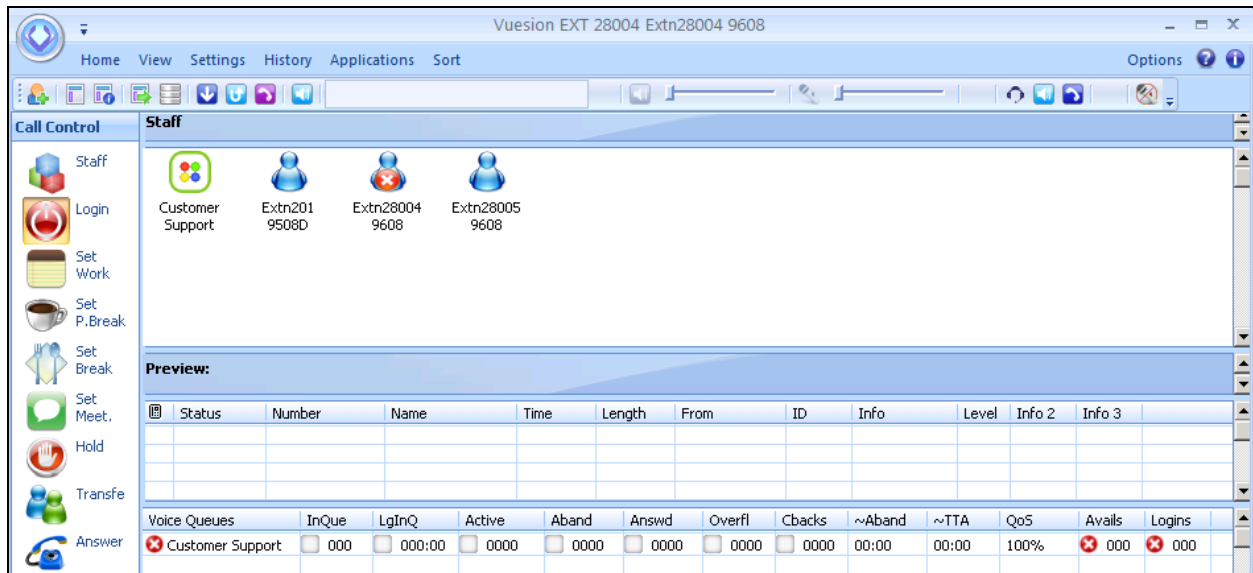 Vuesion EXT 28004 Extn28004 9608
Home View Settings History Applications Sort Options
Call Control
Staff
Staff
Login
Set
Work
Set
P.Break
Set
Break
Set
Meet.
Hold
Transfe
Answer
Customer
Support
Extn201
9508D
Extn28004
9608
Extn28005
9608
Preview:
Status Number Name Time Length From ID Info Level Info 2 Info 3
Voice Queues InQue LgInQ Active Aband Answd Overfl Cbacks ~Aband ~TTA QoS Avails Logins
Customer Support 000 000:00 0000 0000 0000 0000 0000 00:00 00:00 100% 000 000